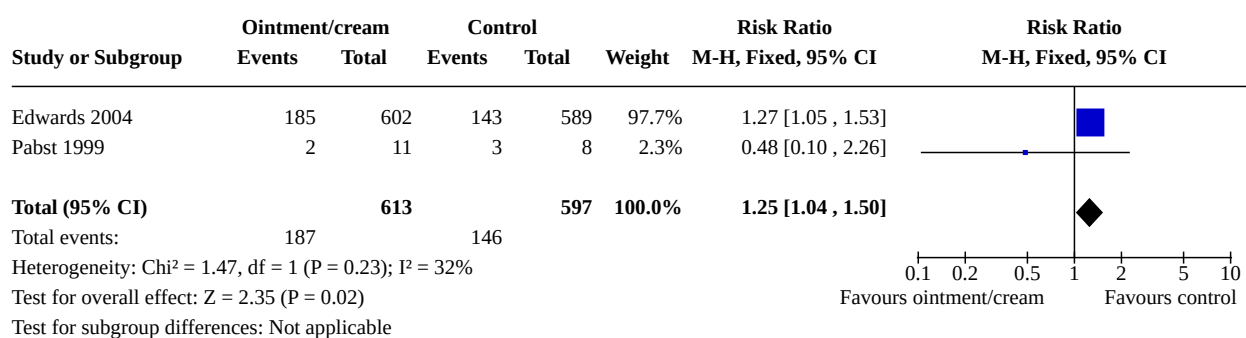 Ointment/cream Control Risk Ratio Risk Ratio
Study or Subgroup Events Total Events Total Weight M-H, Fixed, 95% CI M-H, Fixed, 95% CI
Edwards 2004 185 602 143 589 97.7% 1.27 [1.05 , 1.53]
Pabst 1999 2 11 3 8 2.3% 0.48 [0.10 , 2.26]
Total (95% CI) 613 597 100.0% 1.25 [1.04 , 1.50]
Total events: 187 146
Heterogeneity: Chi² = 1.47, df = 1 (P = 0.23); I² = 32%
0.1 0.2 0.5 1 2 5 10
Test for overall effect: Z = 2.35 (P = 0.02) Favours ointment/cream Favours control
Test for subgroup differences: Not applicable